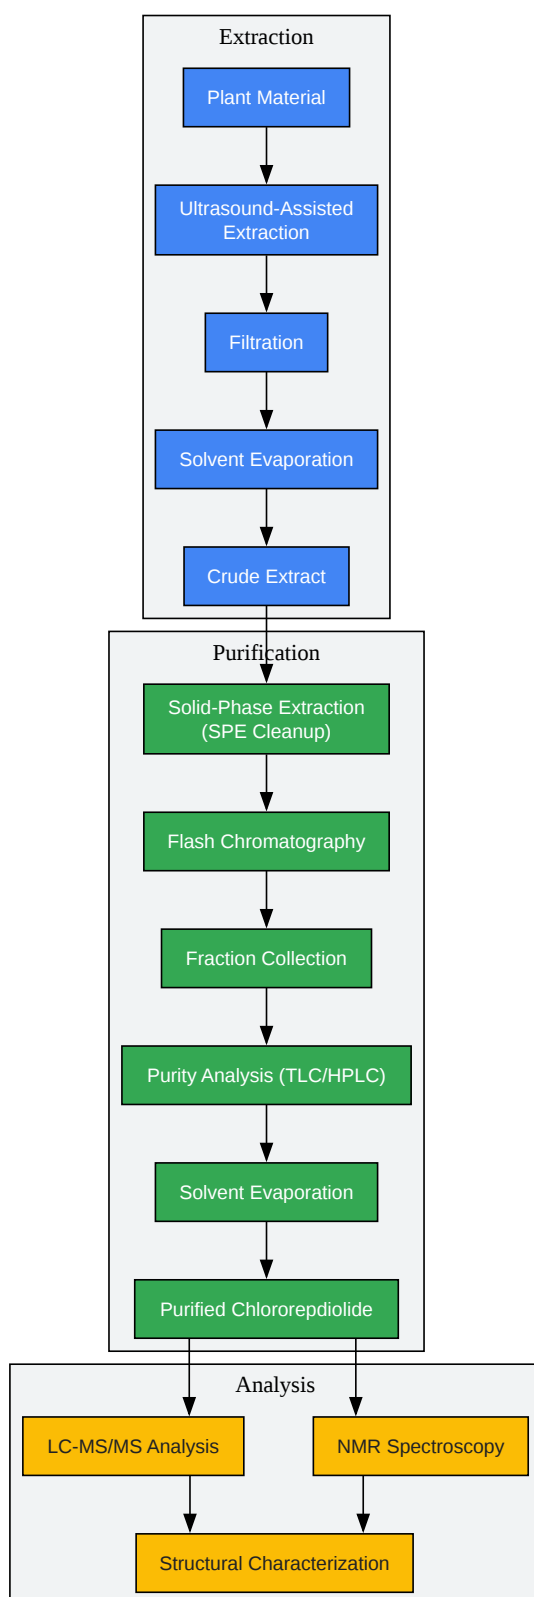 Extraction
Plant Material
Ultrasound-Assisted
Extraction
Filtration
Solvent Evaporation
Crude Extract
Purification
Solid-Phase Extraction
(SPE Cleanup)
Flash Chromatography
Fraction Collection
Purity Analysis (TLC/HPLC)
Solvent Evaporation
Purified Chlororepdiolide
Analysis
LC-MS/MS Analysis
NMR Spectroscopy
Structural Characterization